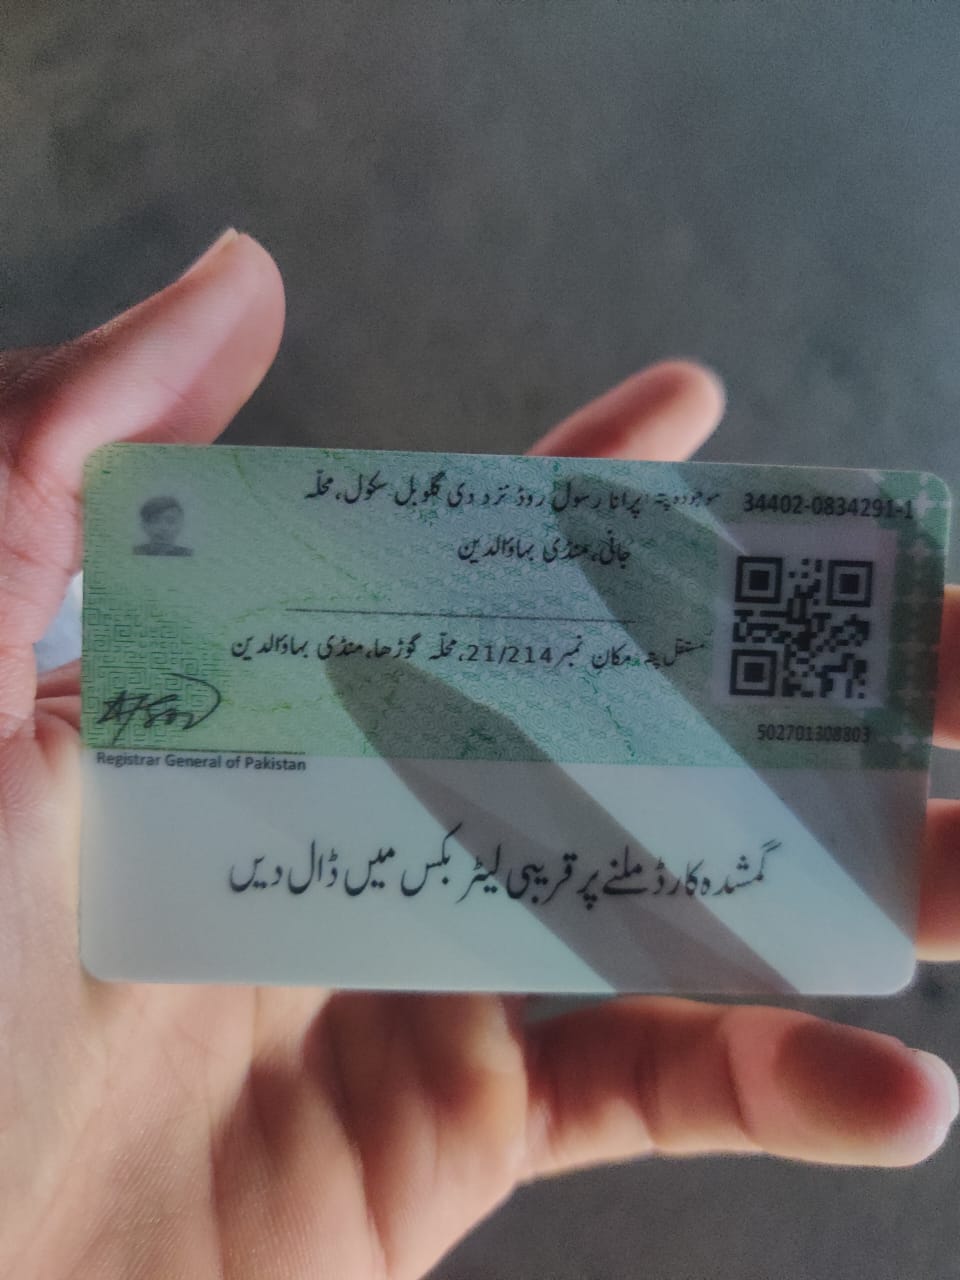 34402-0834291-1
موجودہ پتہ: پرانا رسول روڈ نزد دی گلوبل سکول، محلّہ
جانی، منڈی بہاؤالدین
مستقل پتہ: مکان نمبر 21/214، محلّہ گوڑھا، منڈی بہاؤالدین
502701308803
Registrar General of Pakistan
گمشدہ کارڈ ملنے پر قریبی لیٹر بکس میں ڈال دیں